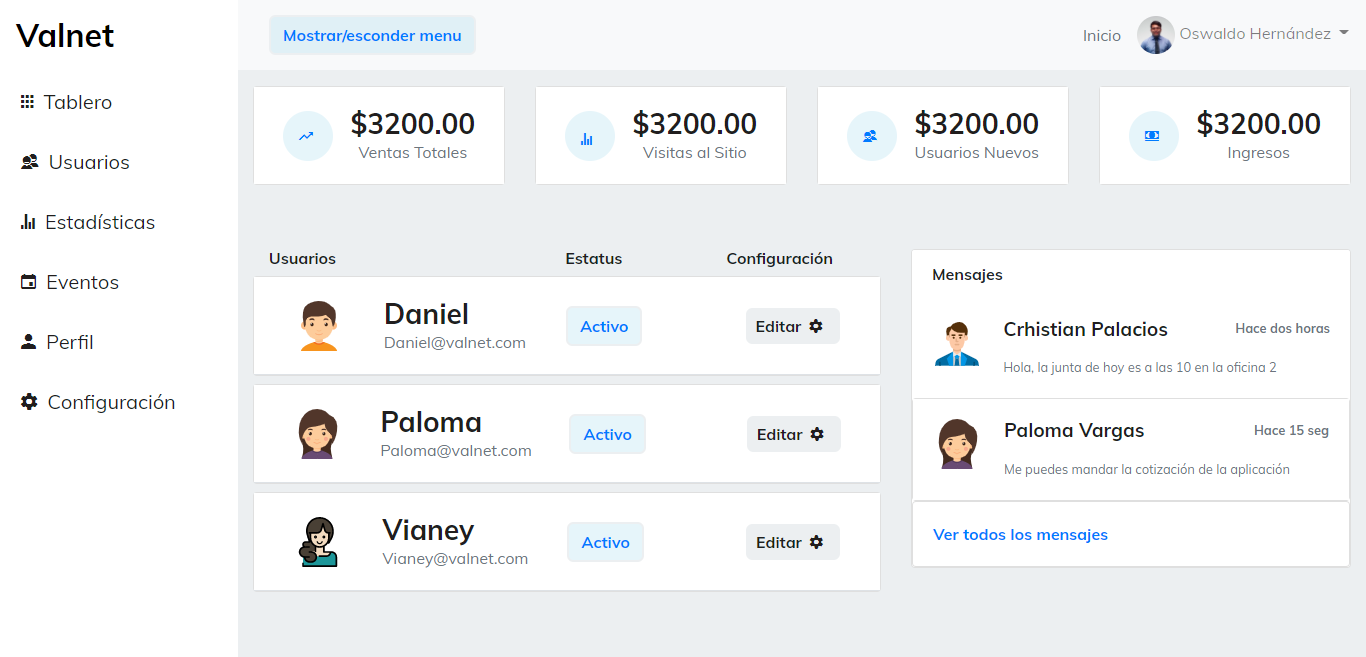 Valnet
Tablero
Usuarios
Estadísticas
Eventos
Perfil
Configuración
Mostrar/esconder menu
Inicio
Oswaldo Hernández
$3200.00
Ventas Totales
$3200.00
Visitas al Sitio
$3200.00
Usuarios Nuevos
$3200.00
Ingresos
Usuarios Estatus Configuración
Daniel
Daniel@valnet.com
Activo
Editar
Paloma
Paloma@valnet.com
Activo
Editar
Vianey
Vianey@valnet.com
Activo
Editar
Mensajes
Crhistian Palacios Hace dos horas
Hola, la junta de hoy es a las 10 en la oficina 2
Paloma Vargas Hace 15 seg
Me puedes mandar la cotización de la aplicación
Ver todos los mensajes